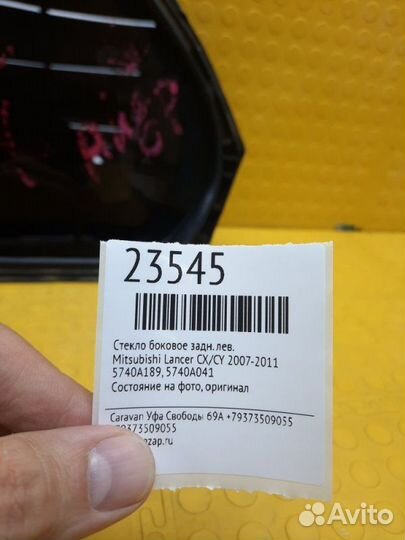 23545
Стекло боковое задн. лев.
Mitsubishi Lancer CX/CY 2007-2011
5740A189, 5740A041
Состояние на фото, оригинал
Caravan Уфа Свободы 69А +79373509055
79373509055
zap.ru
Avito